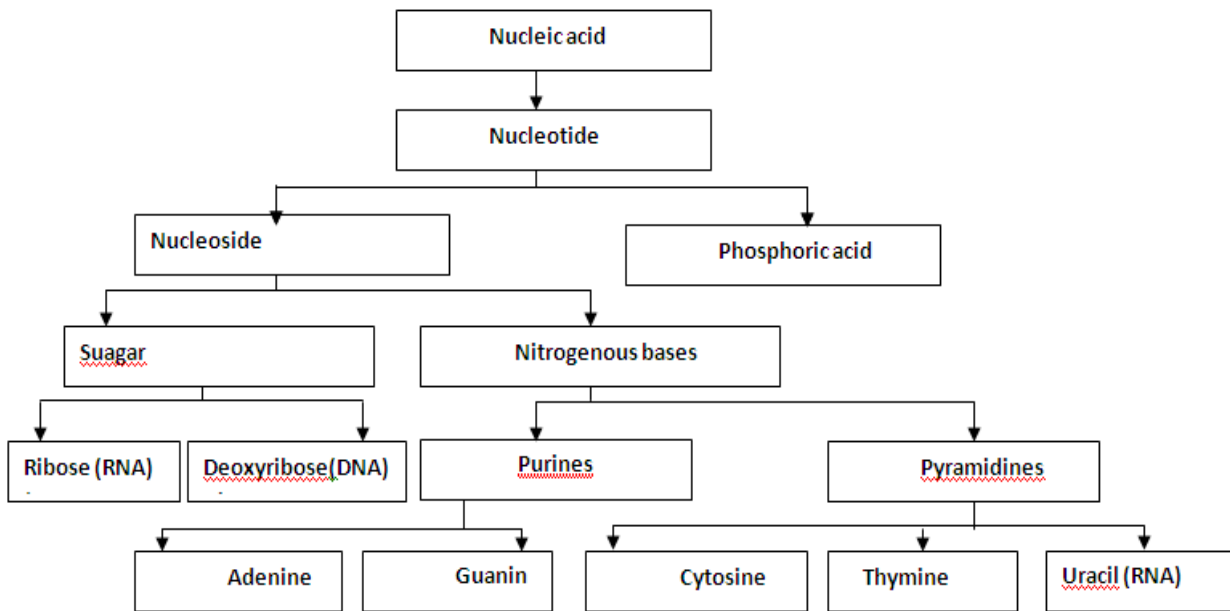 Nucleic acid
Nucleotide
Nucleoside
Phosphoric acid
Suagar
Nitrogenous bases
Ribose (RNA)
Deoxyribose(DNA)
Purines
Pyramidines
Adenine
Guanin
Cytosine
Thymine
Uracil (RNA)